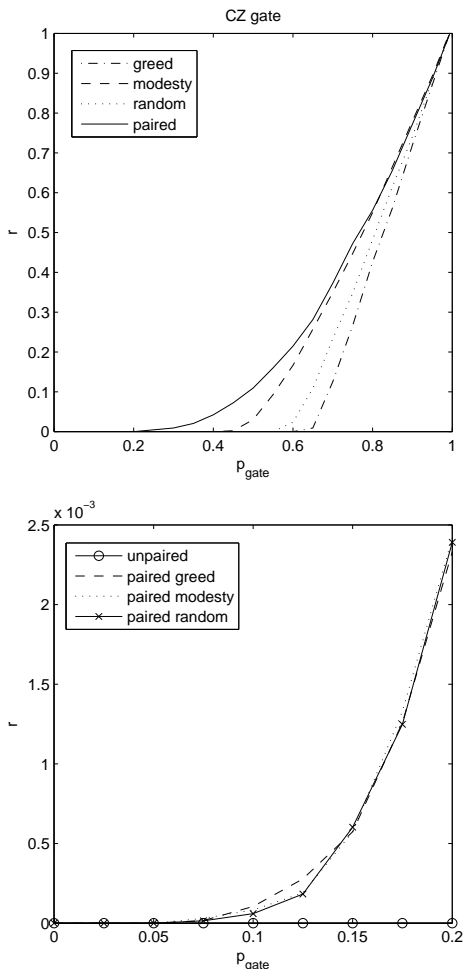 CZ gate
1
0.9
0.8
0.7
0.6
0.5
0.4
0.3
0.2
0.1
0
r
greed
modesty
random
paired
0 0.2 0.4 0.6 0.8 1
p_gate
x 10^-3
2.5
2
1.5
1
0.5
0
r
unpaired
paired greed
paired modesty
paired random
0 0.05 0.1 0.15 0.2
p_gate